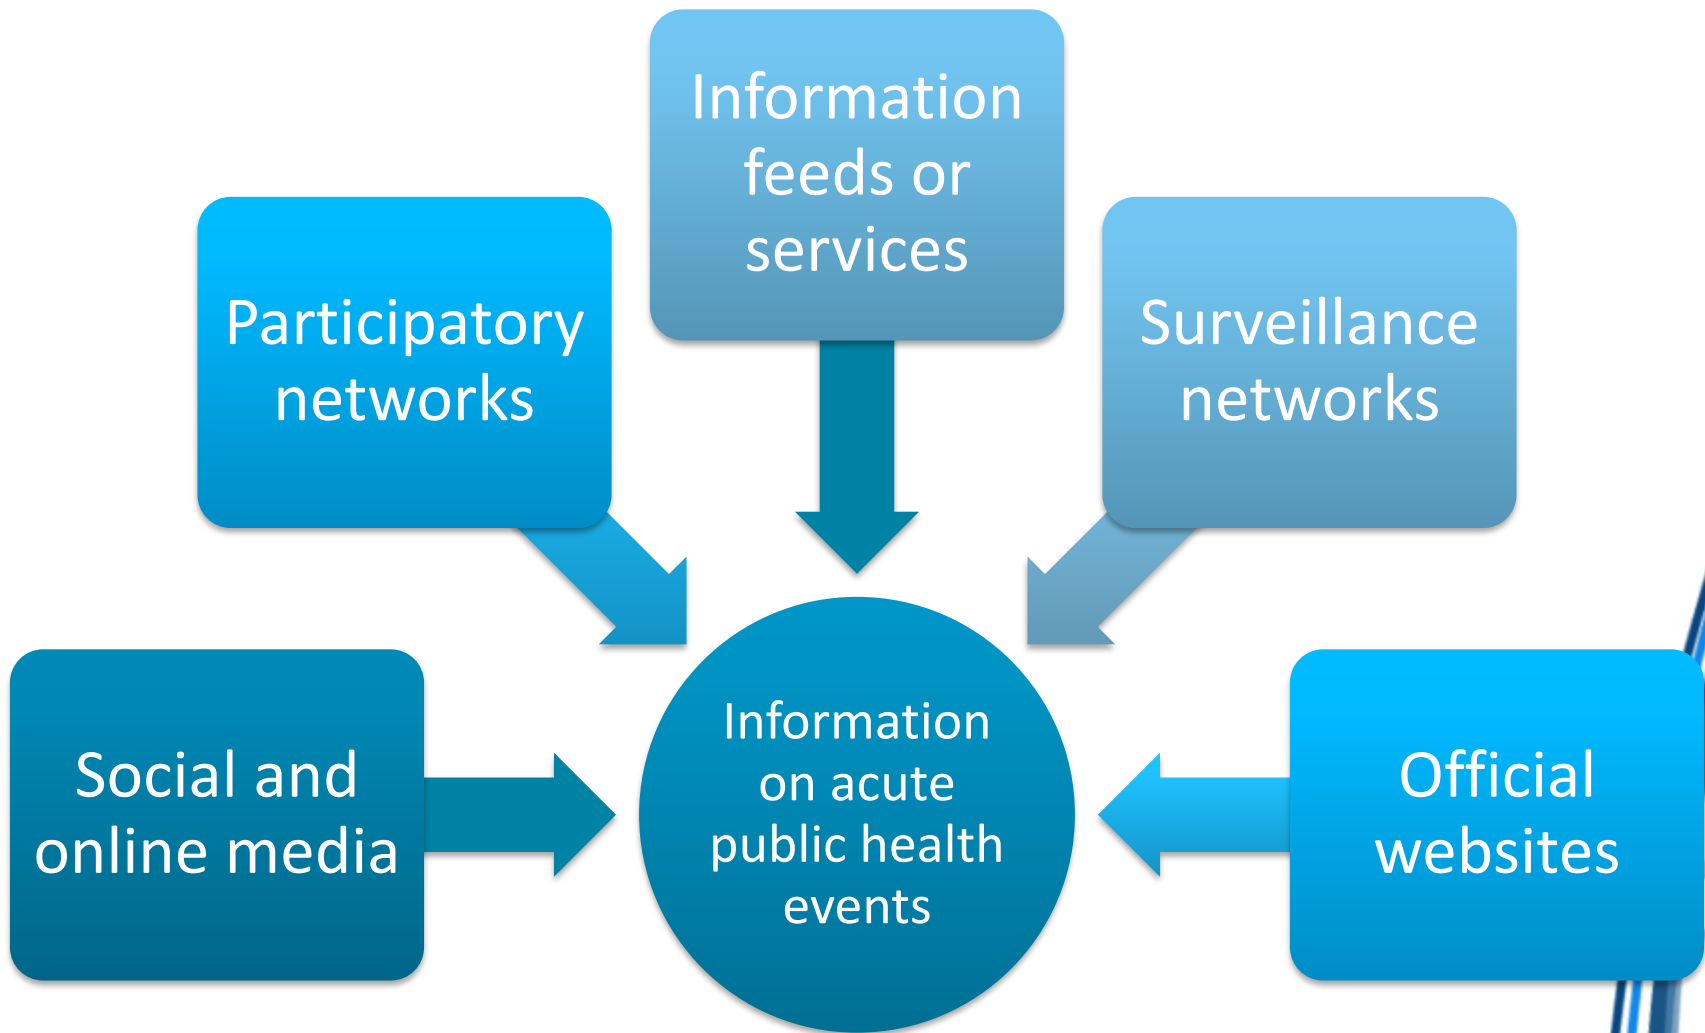 Information
feeds or
services
Participatory
networks
Surveillance
networks
Social and
online media
Information
on acute
public health
events
Official
websites